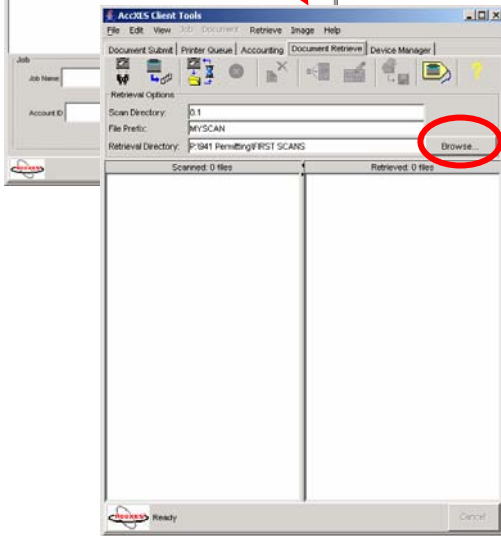 AccXES Client Tools
File Edit View Job Document Retrieve Image Help
Document Submit Printer Queue Accounting Document Retrieve Device Manager
Retrieval Options
Scan Directory: 0.1
File Prefix: MYSCAN
Retrieval Directory: P:\941 Permitting\FIRST SCANS Browse...
Scanned: 0 files Retrieved: 0 files
Job
Job Name
Account ID
AccXES Ready Cancel